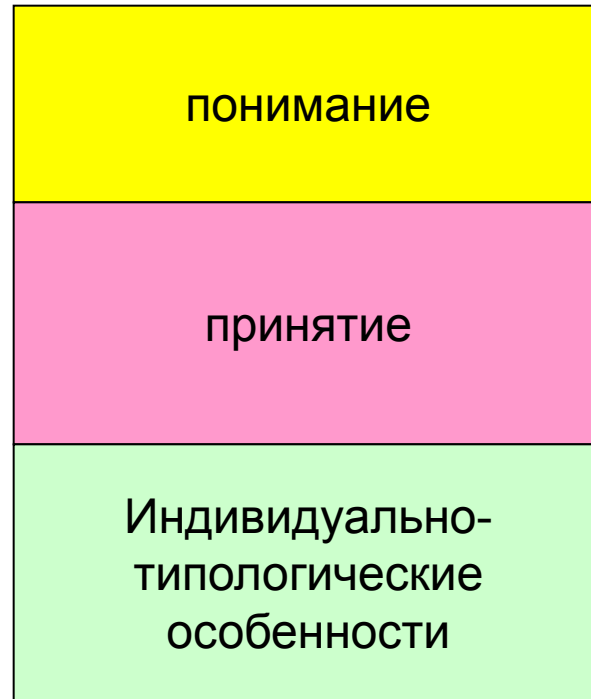 понимание
принятие
Индивидуально-
типологические
особенности